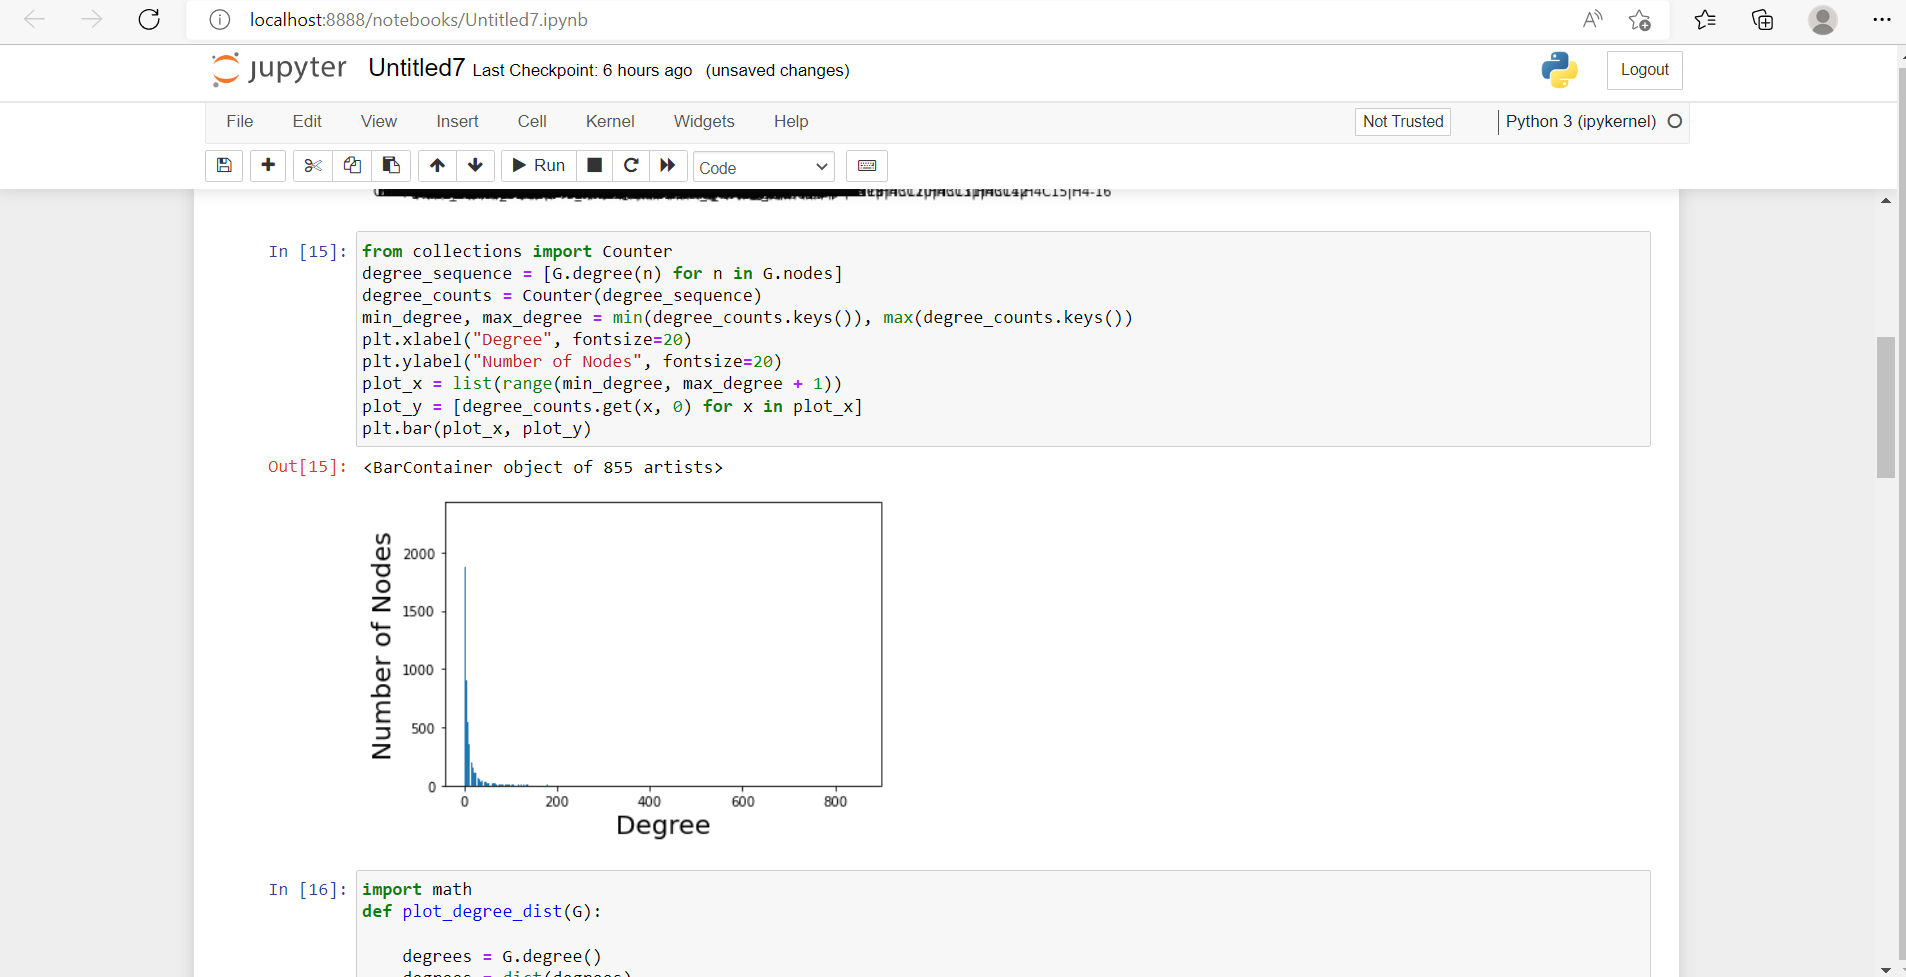 localhost:8888/notebooks/Untitled7.ipynb
jupyter Untitled7 Last Checkpoint: 6 hours ago (unsaved changes)
Logout
File Edit View Insert Cell Kernel Widgets Help
Not Trusted
Python 3 (ipykernel)
Run
Code
In [15]:
from collections import Counter
degree_sequence = [G.degree(n) for n in G.nodes]
degree_counts = Counter(degree_sequence)
min_degree, max_degree = min(degree_counts.keys()), max(degree_counts.keys())
plt.xlabel("Degree", fontsize=20)
plt.ylabel("Number of Nodes", fontsize=20)
plot_x = list(range(min_degree, max_degree + 1))
plot_y = [degree_counts.get(x, 0) for x in plot_x]
plt.bar(plot_x, plot_y)
Out[15]: <BarContainer object of 855 artists>
Number of Nodes
2000
1500
1000
500
0
0 200 400 600 800
Degree
In [16]:
import math
def plot_degree_dist(G):
degrees = G.degree()
degrees = dict(degrees)